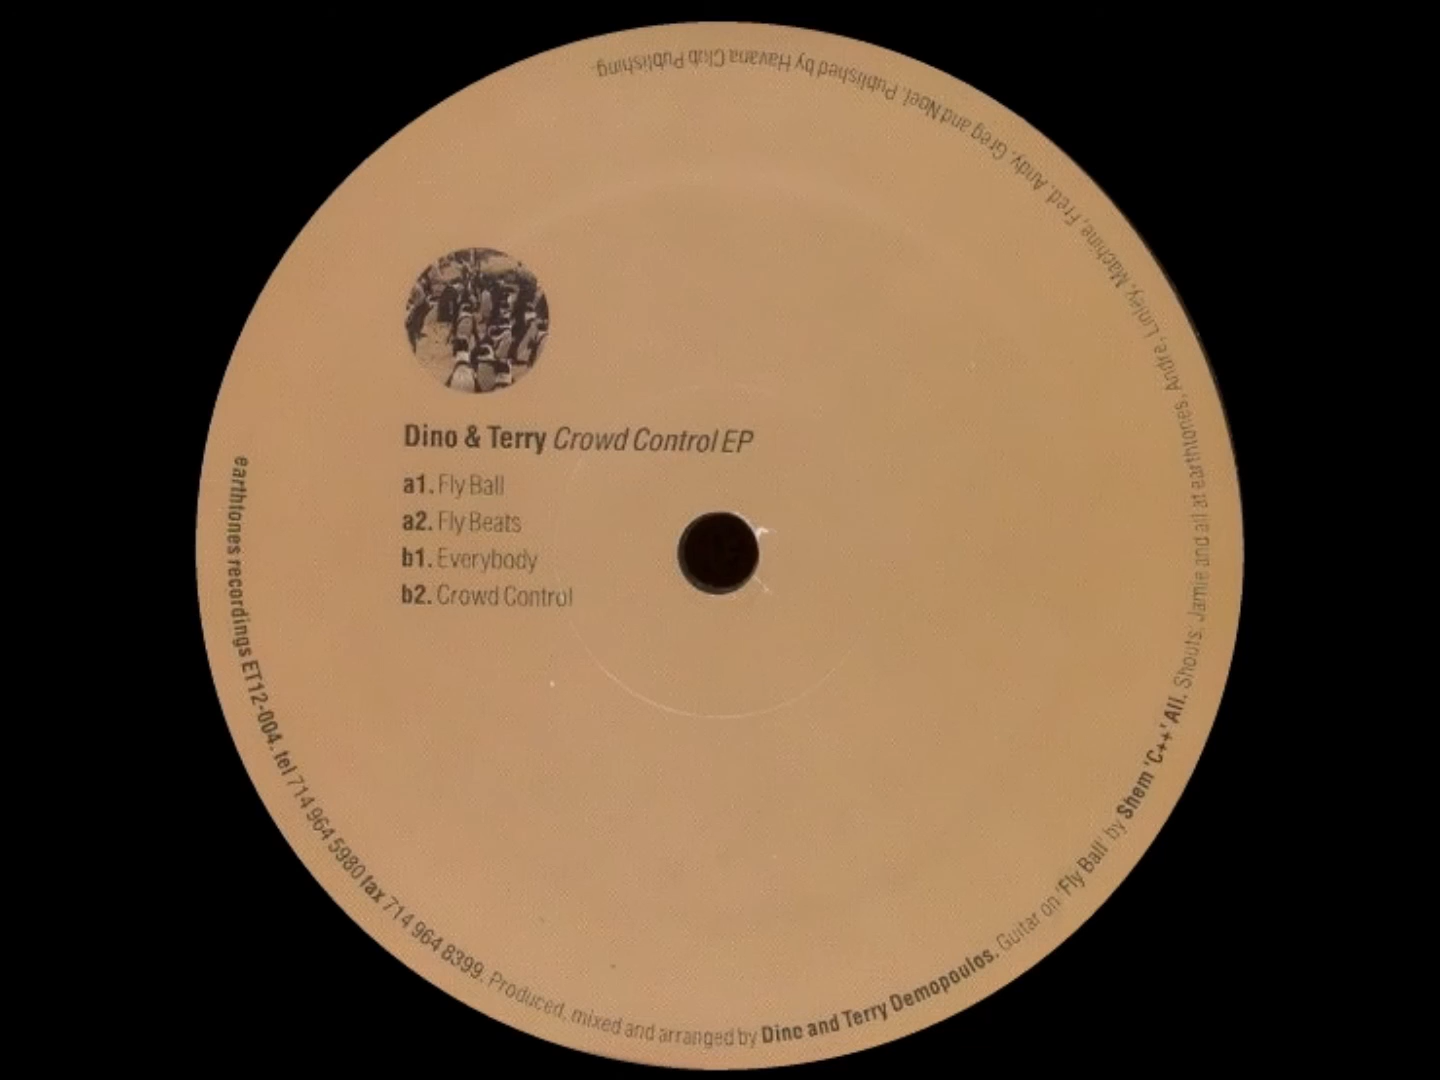 Dino & Terry Crowd Control EP
a1. Fly Ball
a2. Fly Beats
b1. Everybody
b2. Crowd Control
earthtones recordings ET12-004. tel 714 964 5980 fax 714 964 8399. Produced, mixed and arranged by Dino and Terry Demopoulos. Guitar on 'Fly Ball' by Shem 'C++' All. Shouts; Jamie and all at earthtones, Andre, Linley, Machine, Fred, Andy, Greg and Noel. Published by Havana Club Publishing.